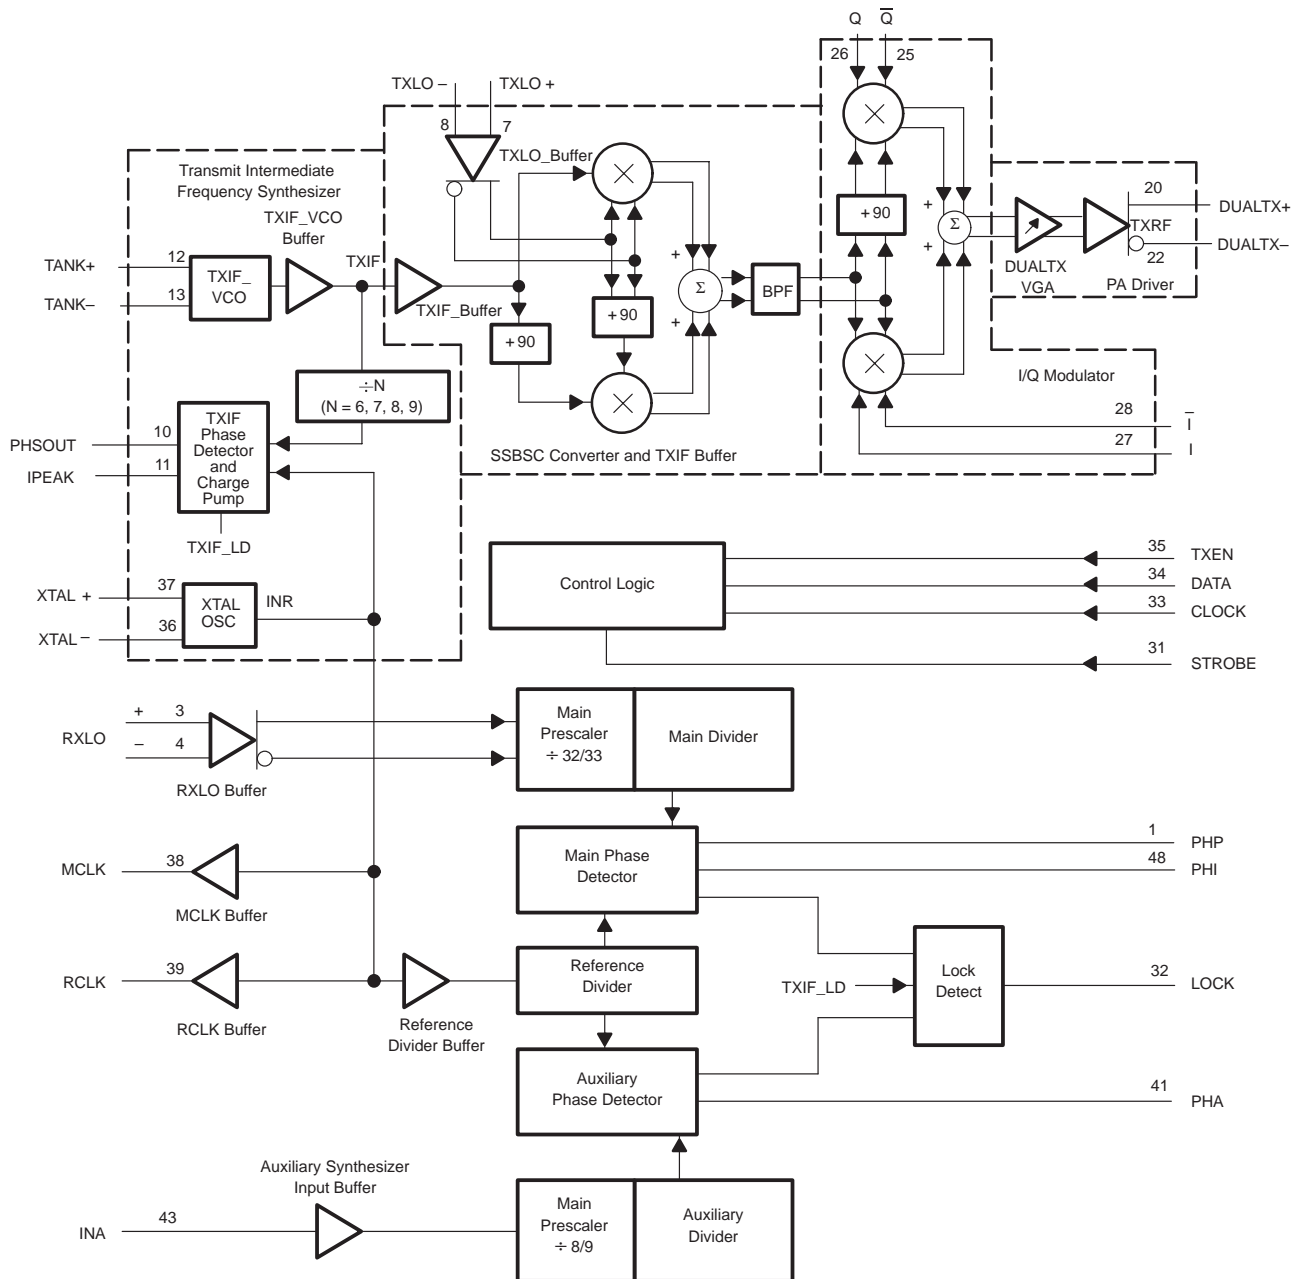 Q Q̅
26 25
TXLO – TXLO +
8 7
TXLO_Buffer
Transmit Intermediate
Frequency Synthesizer
TXIF_VCO
Buffer
+90
20
DUALTX+
TXRF
DUALTX–
22
+
+
Σ
DUALTX
VGA
PA Driver
TANK+ 12
TANK– 13
TXIF_
VCO
TXIF
TXIF_Buffer
+90
+90
+
+
Σ
BPF
÷N
(N = 6, 7, 8, 9)
I/Q Modulator
28
I̅
27
I
PHSOUT 10
IPEAK 11
TXIF
Phase
Detector
and
Charge
Pump
TXIF_LD
SSBSC Converter and TXIF Buffer
XTAL + 37
XTAL – 36
XTAL
OSC
INR
Control Logic
35 TXEN
34 DATA
33 CLOCK
31 STROBE
RXLO
+ 3
– 4
RXLO Buffer
Main
Prescaler
÷ 32/33
Main Divider
MCLK 38
MCLK Buffer
Main Phase
Detector
1 PHP
48 PHI
RCLK 39
RCLK Buffer
Reference
Divider Buffer
Reference
Divider
TXIF_LD
Lock
Detect
32 LOCK
Auxiliary
Phase Detector
41 PHA
Auxiliary Synthesizer
Input Buffer
INA 43
Main
Prescaler
÷ 8/9
Auxiliary
Divider